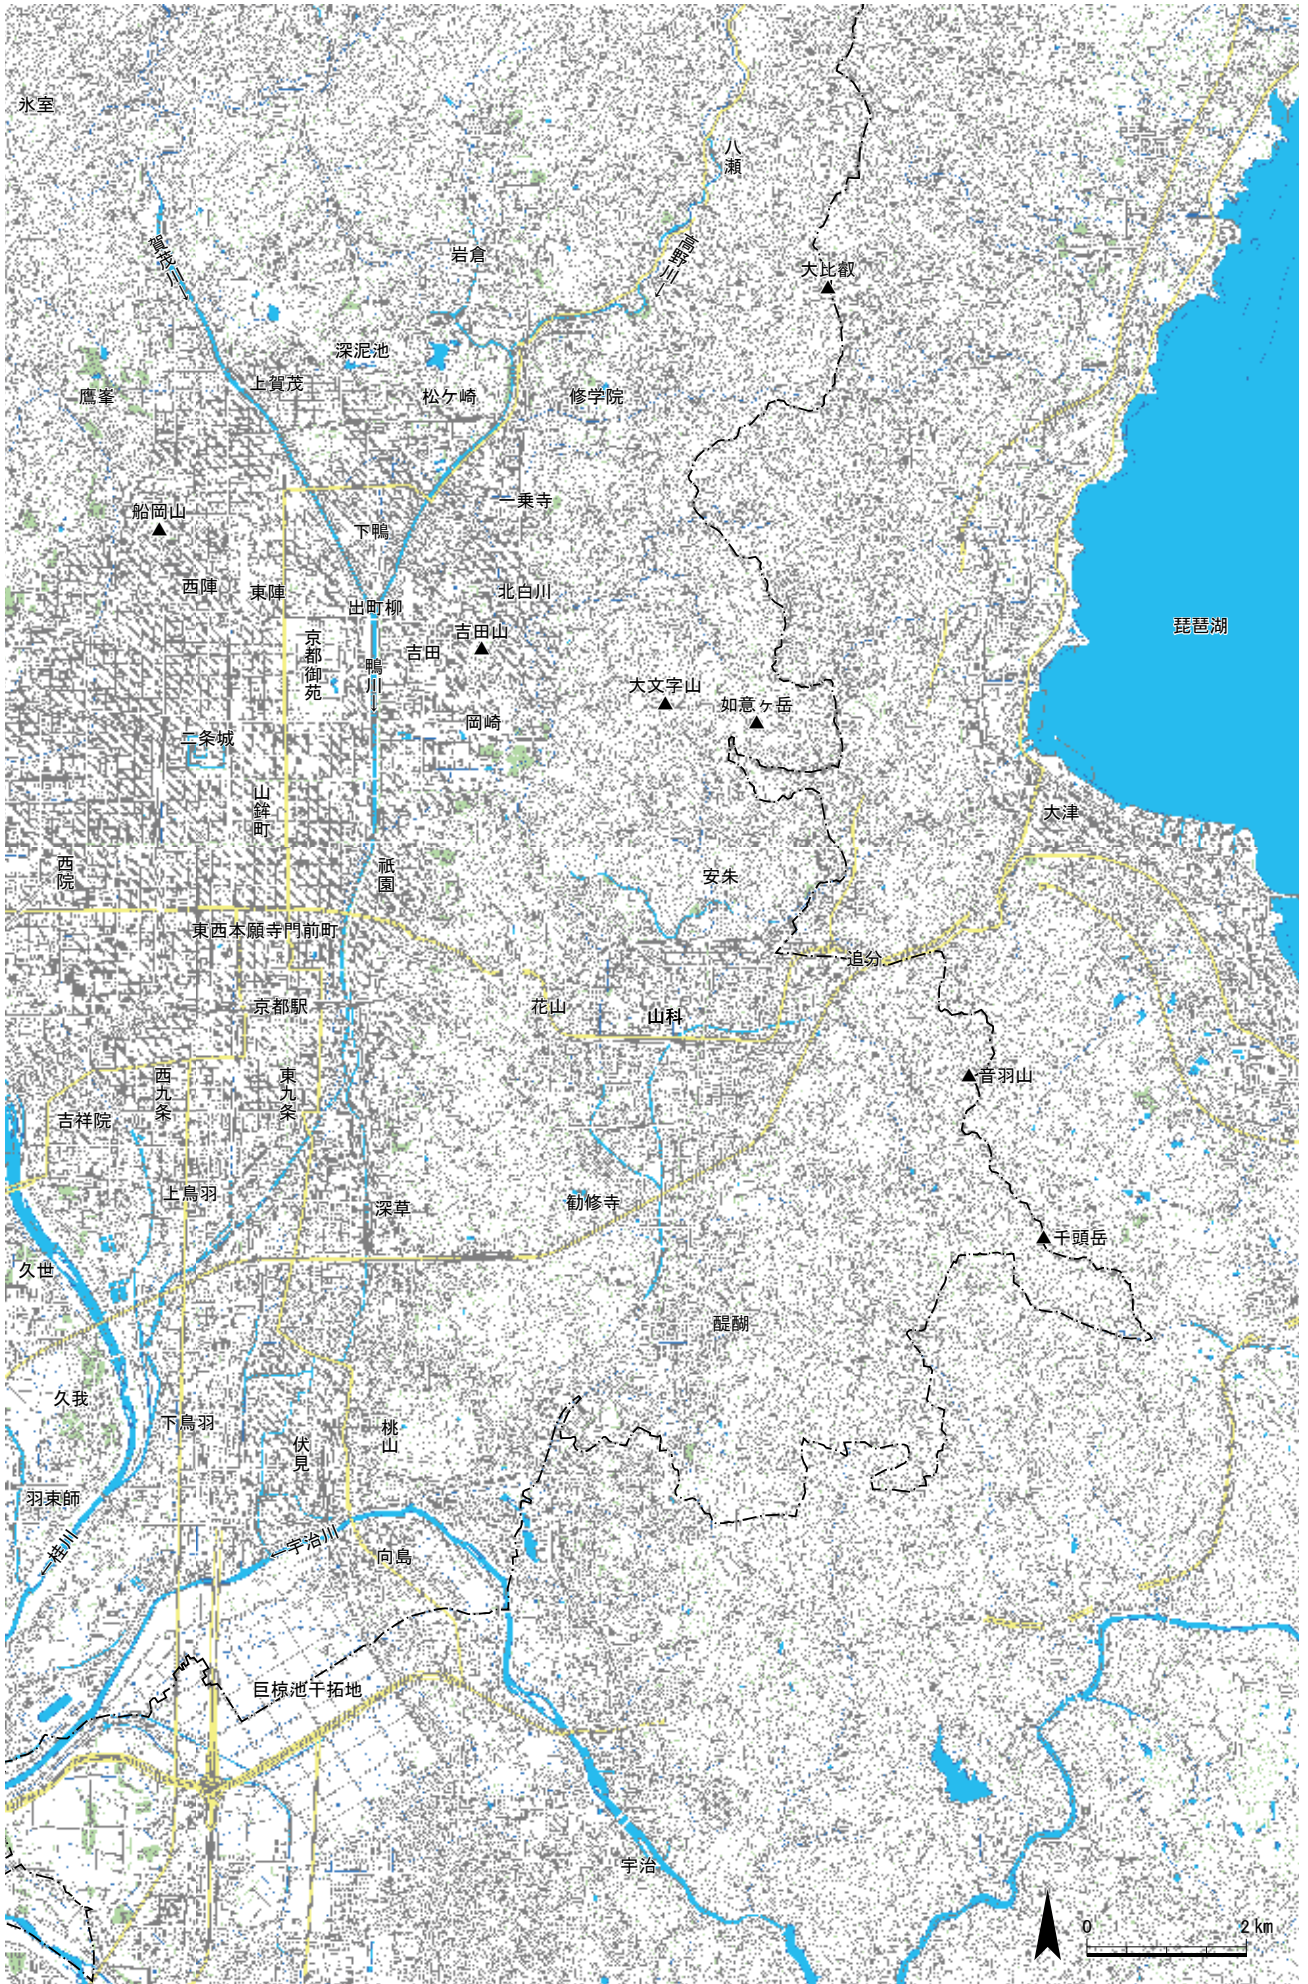 氷室
八瀬
賀茂川→
岩倉
高野川→
大比叡
深泥池
上賀茂
鷹峯
松ケ崎
修学院
一乗寺
船岡山
下鴨
西陣
東陣
北白川
出町柳
琵琶湖
吉田山
京都御苑
吉田
鴨川→
大文字山
如意ヶ岳
岡崎
二条城
山鉾町
大津
西院
祇園
安朱
東西本願寺門前町
追分
京都駅
花山
山科
音羽山
西九条
東九条
吉祥院
上鳥羽
深草
勧修寺
千頭岳
久世
醍醐
久我
下鳥羽
桃山
伏見
羽束師
←桂川
←宇治川
向島
巨椋池干拓地
宇治
0 2km